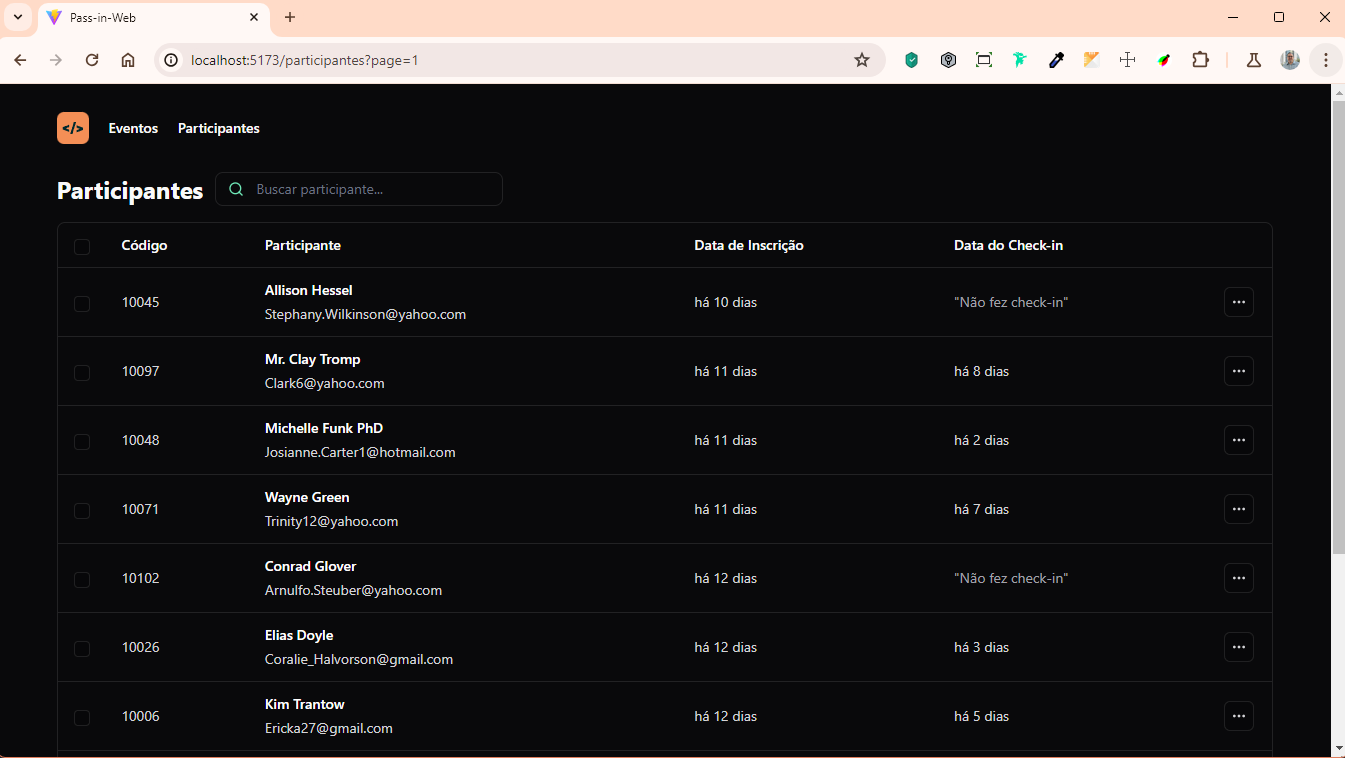 Pass-in-Web
localhost:5173/participantes?page=1
</> Eventos Participantes
Participantes Buscar participante...
Código Participante Data de Inscrição Data do Check-in
10045 Allison Hessel há 10 dias "Não fez check-in"
Stephany.Wilkinson@yahoo.com
10097 Mr. Clay Tromp há 11 dias há 8 dias
Clark6@yahoo.com
10048 Michelle Funk PhD há 11 dias há 2 dias
Josianne.Carter1@hotmail.com
10071 Wayne Green há 11 dias há 7 dias
Trinity12@yahoo.com
10102 Conrad Glover há 12 dias "Não fez check-in"
Arnulfo.Steuber@yahoo.com
10026 Elias Doyle há 12 dias há 3 dias
Coralie_Halvorson@gmail.com
10006 Kim Trantow há 12 dias há 5 dias
Ericka27@gmail.com